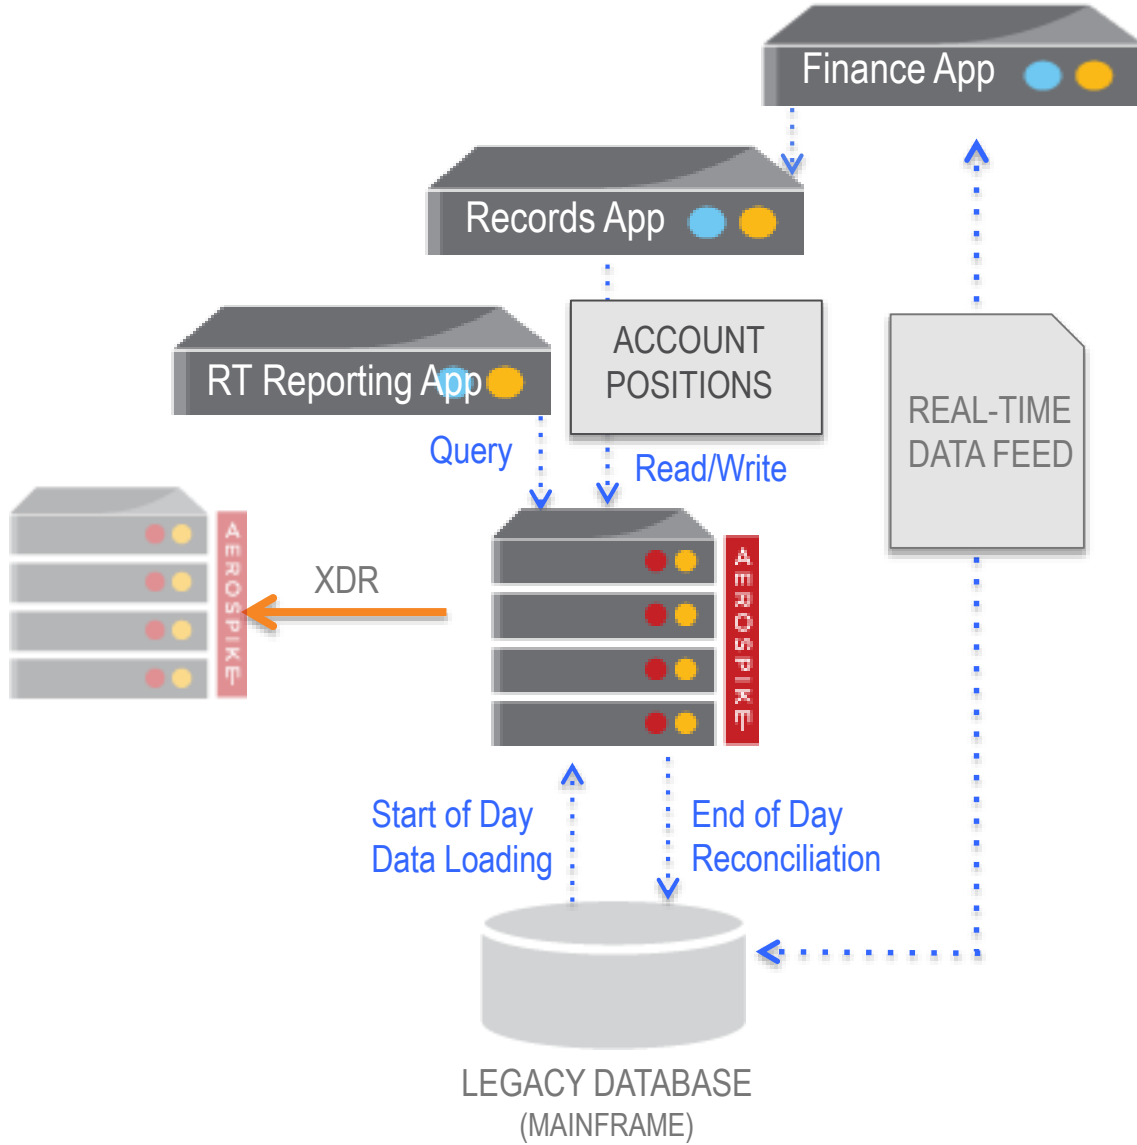 Finance App
Records App
ACCOUNT
POSITIONS
RT Reporting App
REAL-TIME
DATA FEED
Query
Read/Write
AEROSPIKE
XDR
AEROSPIKE
Start of Day
Data Loading
End of Day
Reconciliation
LEGACY DATABASE
(MAINFRAME)